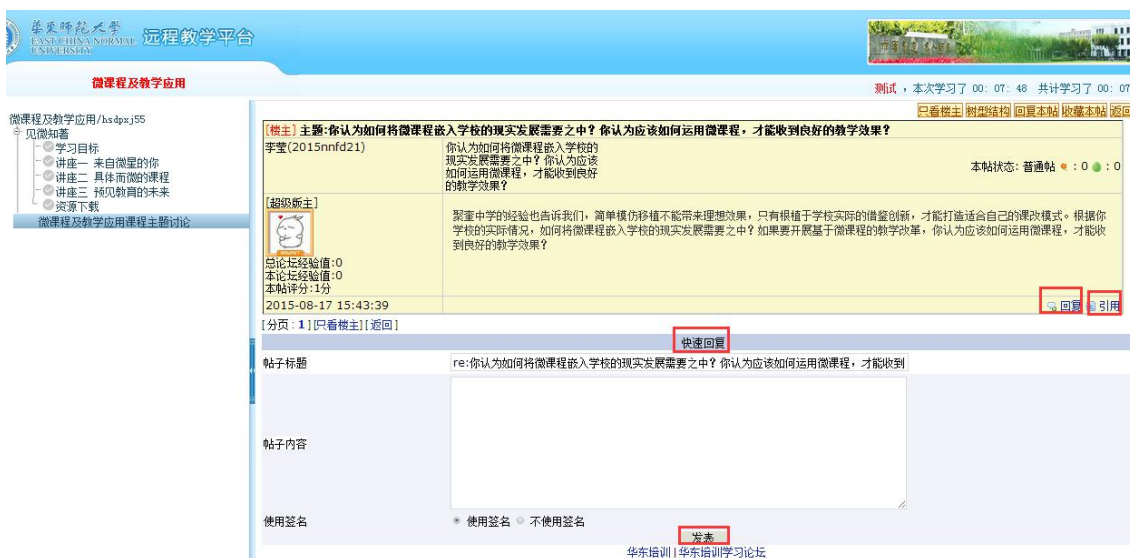 華東師範大學 远程教学平台
EAST CHINA NORMAL
UNIVERSITY
微课程及教学应用
测试，本次学习了 00: 07: 48 共计学习了 00: 07
微课程及教学应用/hsdpxj55
见微知著
学习目标
讲座一 来自微星的你
讲座二 具体而微的课程
讲座三 预见教育的未来
资源下载
微课程及教学应用课程主题讨论
只看楼主 树型结构 回复本帖 收藏本帖 返回
[楼主] 主题:你认为如何将微课程嵌入学校的现实发展需要之中? 你认为应该如何运用微课程，才能收到良好的教学效果?
李莹(2015nnfd21)
你认为如何将微课程嵌入学校的
现实发展需要之中? 你认为应该
如何运用微课程，才能收到良好
的教学效果?
本帖状态: 普通帖 : 0 : 0
[超级版主]
总论坛经验值:0
本论坛经验值:0
本帖评分:1分
聚奎中学的经验也告诉我们，简单模仿移植不能带来理想效果，只有根植于学校实际的借鉴创新，才能打造适合自己的课改模式。根据你
学校的实际情况，如何将微课程嵌入学校的现实发展需要之中? 如果要开展基于微课程的教学改革，你认为应该如何运用微课程，才能收
到良好的教学效果?
2015-08-17 15:43:39
回复 引用
[分页: 1][只看楼主][返回]
快速回复
帖子标题
re:你认为如何将微课程嵌入学校的现实发展需要之中? 你认为应该如何运用微课程，才能收到
帖子内容
使用签名
使用签名 不使用签名
发表
华东培训 | 华东培训学习论坛